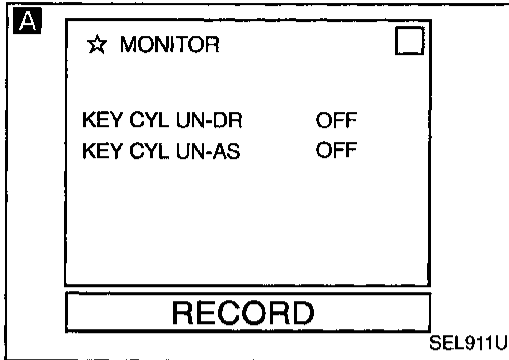 A
☆ MONITOR
KEY CYL UN-DR OFF
KEY CYL UN-AS OFF
RECORD
SEL911U